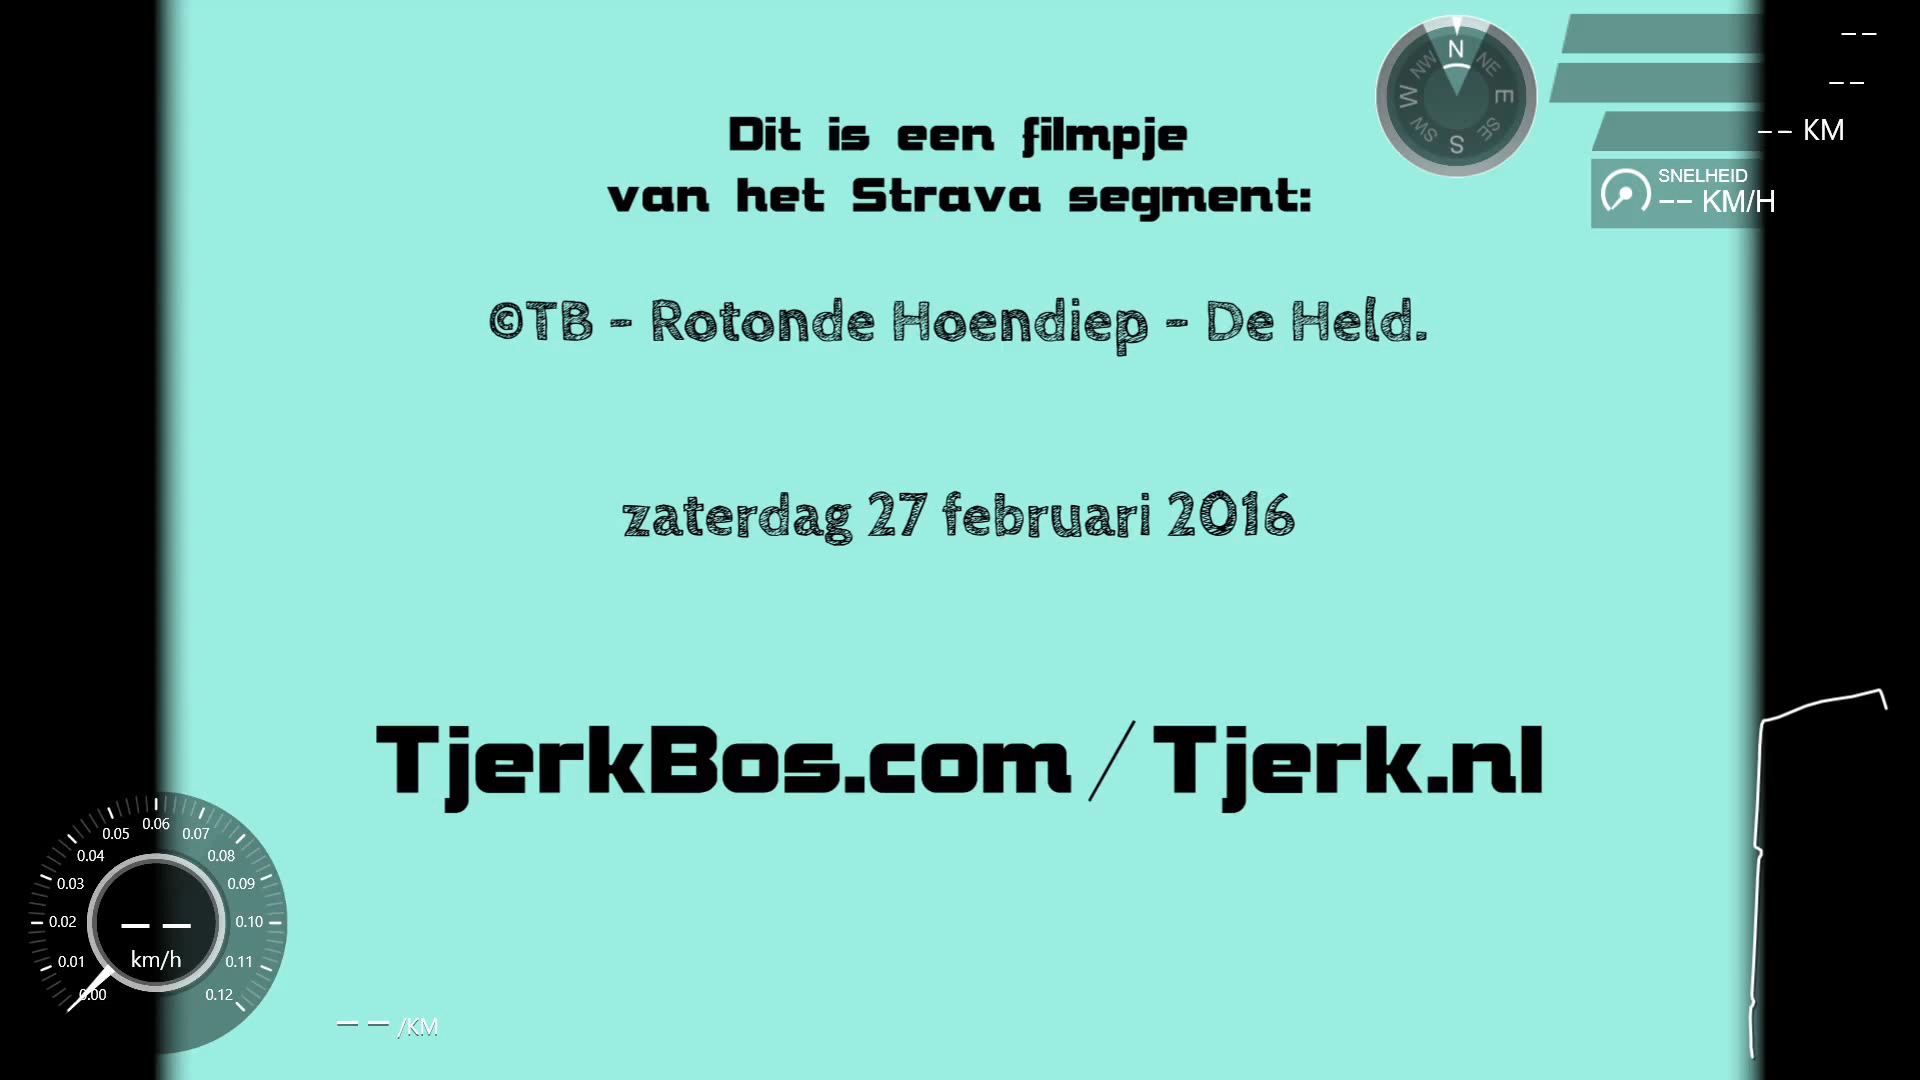 Dit is een filmpje
van het Strava segment:
©TB - Rotonde Hoendiep - De Held.
zaterdag 27 februari 2016
TjerkBos.com / Tjerk.nl
N
NE
E
SE
S
SW
W
NW
--
--
-- KM
SNELHEID
-- KM/H
0.00
0.01
0.02
0.03
0.04
0.05
0.06
0.07
0.08
0.09
0.10
0.11
0.12
--
km/h
-- /KM